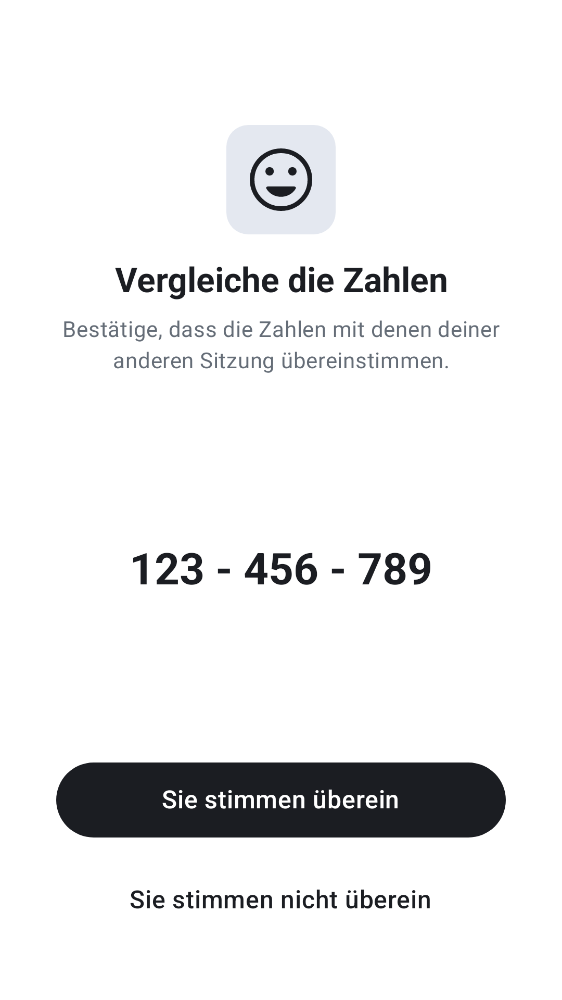 Vergleiche die Zahlen
Bestätige, dass die Zahlen mit denen deiner
anderen Sitzung übereinstimmen.
123 - 456 - 789
Sie stimmen überein
Sie stimmen nicht überein